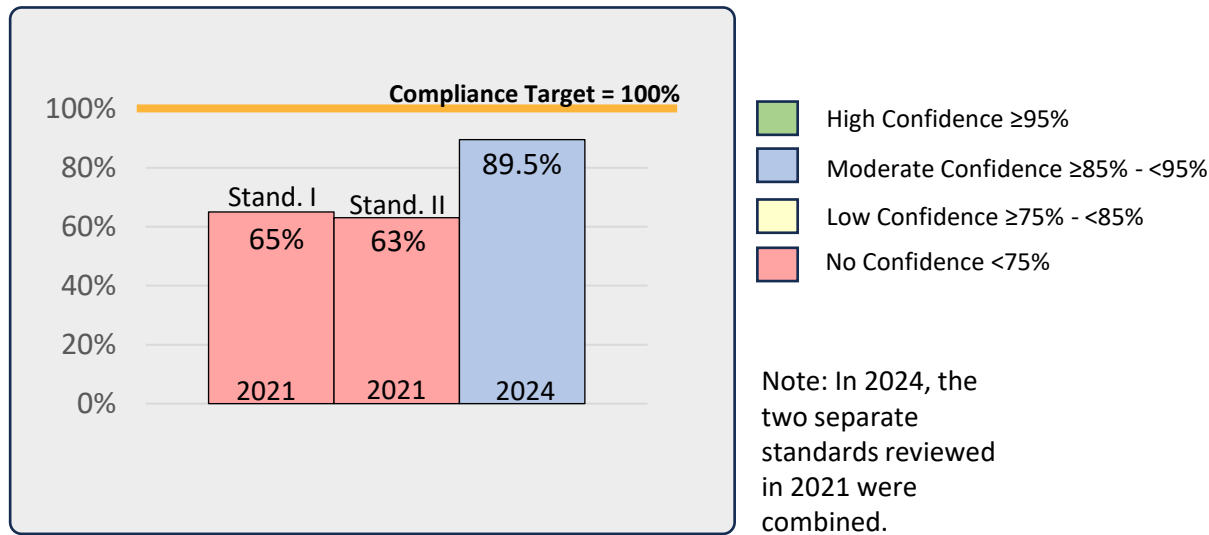 Compliance Target = 100%
100%
80%
60%
40%
20%
0%
Stand. I
65%
2021
Stand. II
63%
2021
89.5%
2024
High Confidence ≥95%
Moderate Confidence ≥85% - <95%
Low Confidence ≥75% - <85%
No Confidence <75%
Note: In 2024, the
two separate
standards reviewed
in 2021 were
combined.